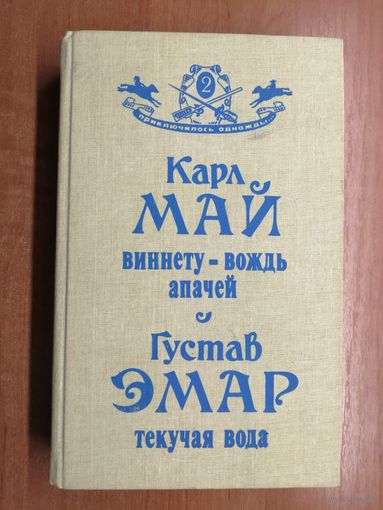 2
приключилось однажды...
Карл
МАЙ
виннету - вождь
апачей
Густав
ЭМАР
текучая вода